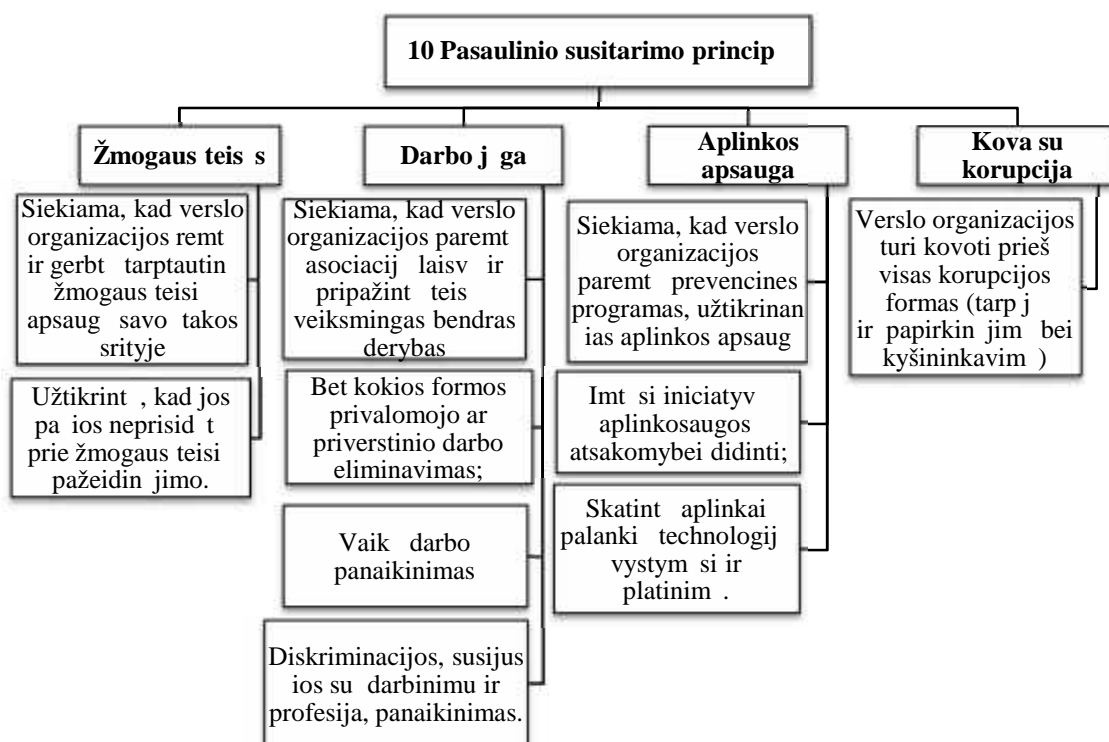 10 Pasaulinio susitarimo princip
Žmogaus teis s
Siekiama, kad verslo
organizacijos remt
ir gerbt tarptautin
žmogaus teisi
apsaug savo takos
srityje
Užtikrint , kad jos
pa ios neprisid t
prie žmogaus teisi
pažeidin jimo.
Darbo j ga
Siekiama, kad verslo
organizacijos paremt
asociacij laisv ir
pripažint teis
veiksmingas bendras
derybas
Bet kokios formos
privalomojo ar
priverstinio darbo
eliminavimas;
Vaik darbo
panaikinimas
Diskriminacijos, susijus
ios su darbinimu ir
profesija, panaikinimas.
Aplinkos
apsauga
Siekiama, kad verslo
organizacijos
paremt prevencines
programas, užtikrinan
ias aplinkos apsaug
Imt si iniciatyv
aplinkosaugos
atsakomybei didinti;
Skatint aplinkai
palanki technologij
vystym si ir
platinim .
Kova su
korupcija
Verslo organizacijos
turi kovoti prieš
visas korupcijos
formas (tarp j
ir papirkin jim bei
kyšininkavim )